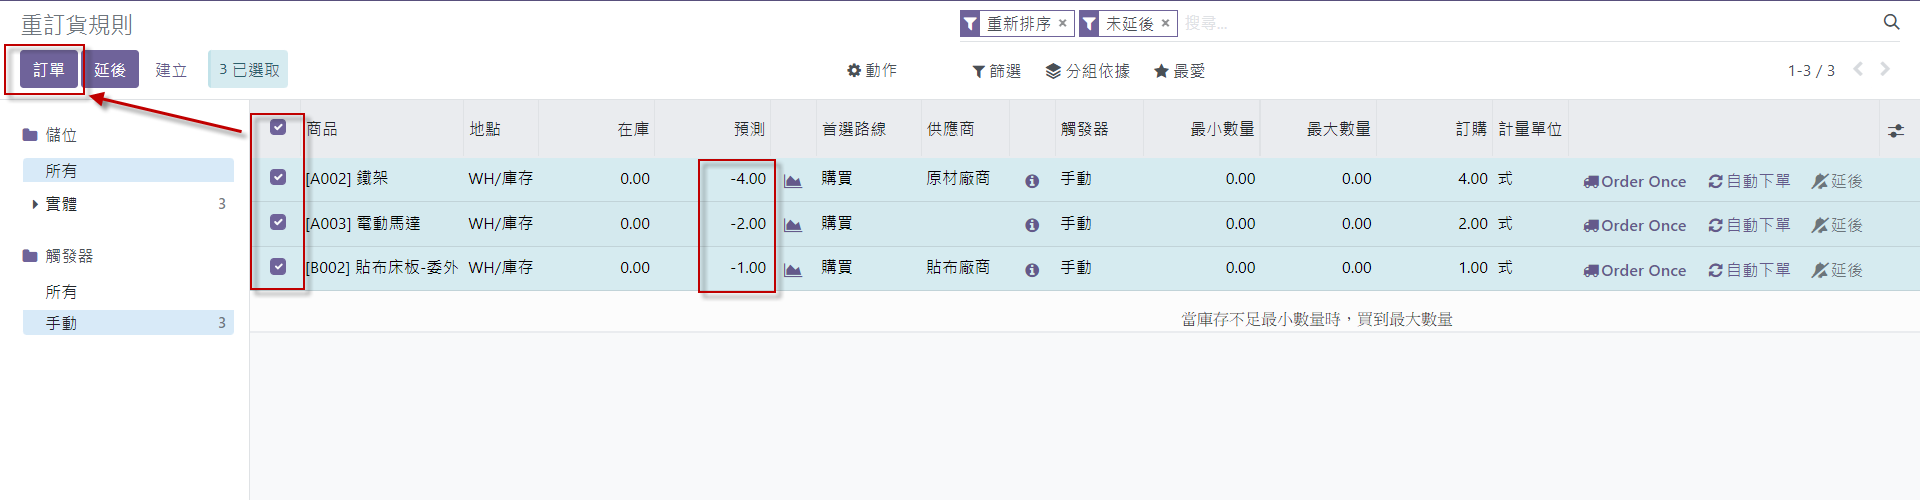 重訂貨規則
重新排序 × 未延後 × 搜尋...
訂單 延後 建立 3 已選取 動作 篩選 分組依據 最愛 1-3 / 3
儲位
所有
實體 3
觸發器
所有
手動 3
商品 地點 在庫 預測 首選路線 供應商 觸發器 最小數量 最大數量 訂購 計量單位
[A002] 鐵架 WH/庫存 0.00 -4.00 購買 原材廠商 手動 0.00 0.00 4.00 式 Order Once 自動下單 延後
[A003] 電動馬達 WH/庫存 0.00 -2.00 購買 手動 0.00 0.00 2.00 式 Order Once 自動下單 延後
[B002] 貼布床板-委外 WH/庫存 0.00 -1.00 購買 貼布廠商 手動 0.00 0.00 1.00 式 Order Once 自動下單 延後
當庫存不足最小數量時，買到最大數量